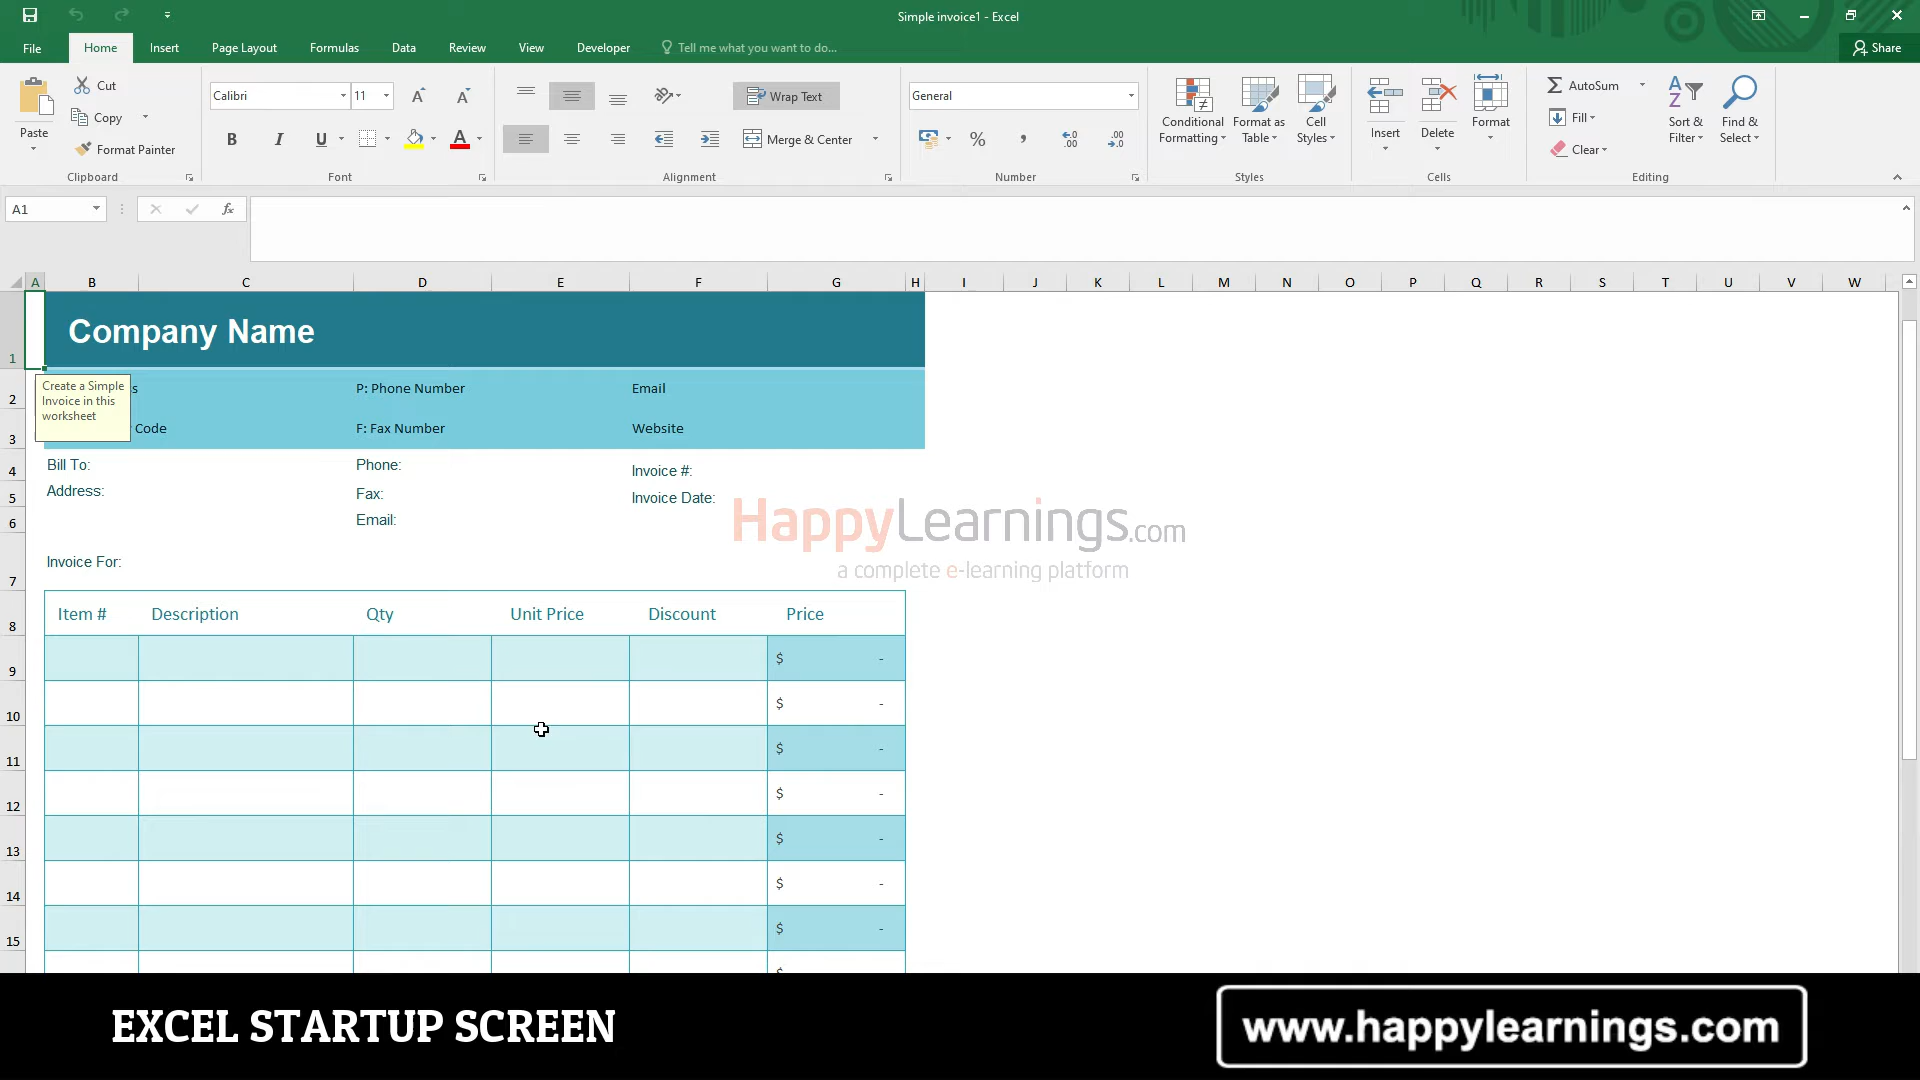 Simple invoice1 - Excel
File Home Insert Page Layout Formulas Data Review View Developer Tell me what you want to do... Share
Paste
Cut
Copy
Format Painter
Clipboard
Calibri 11 A A
B I U A
Font
Wrap Text
Merge & Center
Alignment
General
% , .0 .00 .00 .0
Number
Conditional Formatting
Format as Table
Cell Styles
Styles
Insert
Delete
Format
Cells
AutoSum
Fill
Clear
Sort & Filter
Find & Select
Editing
A1 fx
A B C D E F G H I J K L M N O P Q R S T U V W
1 Company Name
Create a Simple
Invoice in this
worksheet
2 s P: Phone Number Email
3 Code F: Fax Number Website
4 Bill To: Phone: Invoice #:
5 Address: Fax: Invoice Date:
6 Email:
HappyLearnings.com
a complete e-learning platform
7 Invoice For:
8 Item # Description Qty Unit Price Discount Price
9 $ -
10 $ -
11 $ -
12 $ -
13 $ -
14 $ -
15 $ -
EXCEL STARTUP SCREEN
www.happylearnings.com